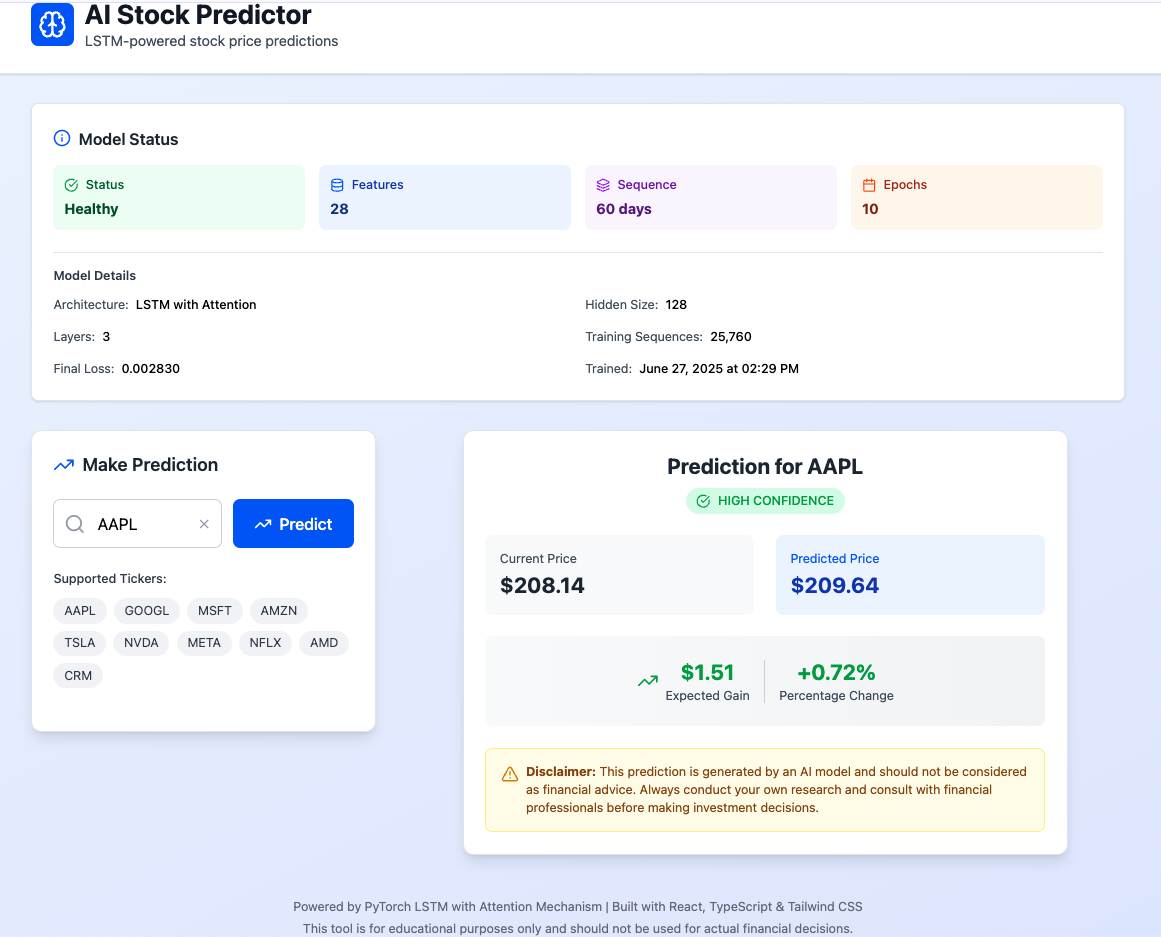 AI Stock Predictor
LSTM-powered stock price predictions
Model Status
Status
Healthy
Features
28
Sequence
60 days
Epochs
10
Model Details
Architecture: LSTM with Attention
Hidden Size: 128
Layers: 3
Training Sequences: 25,760
Final Loss: 0.002830
Trained: June 27, 2025 at 02:29 PM
Make Prediction
AAPL
Predict
Supported Tickers:
AAPL GOOGL MSFT AMZN
TSLA NVDA META NFLX AMD
CRM
Prediction for AAPL
HIGH CONFIDENCE
Current Price
$208.14
Predicted Price
$209.64
$1.51
Expected Gain
+0.72%
Percentage Change
Disclaimer: This prediction is generated by an AI model and should not be considered
as financial advice. Always conduct your own research and consult with financial
professionals before making investment decisions.
Powered by PyTorch LSTM with Attention Mechanism | Built with React, TypeScript & Tailwind CSS
This tool is for educational purposes only and should not be used for actual financial decisions.